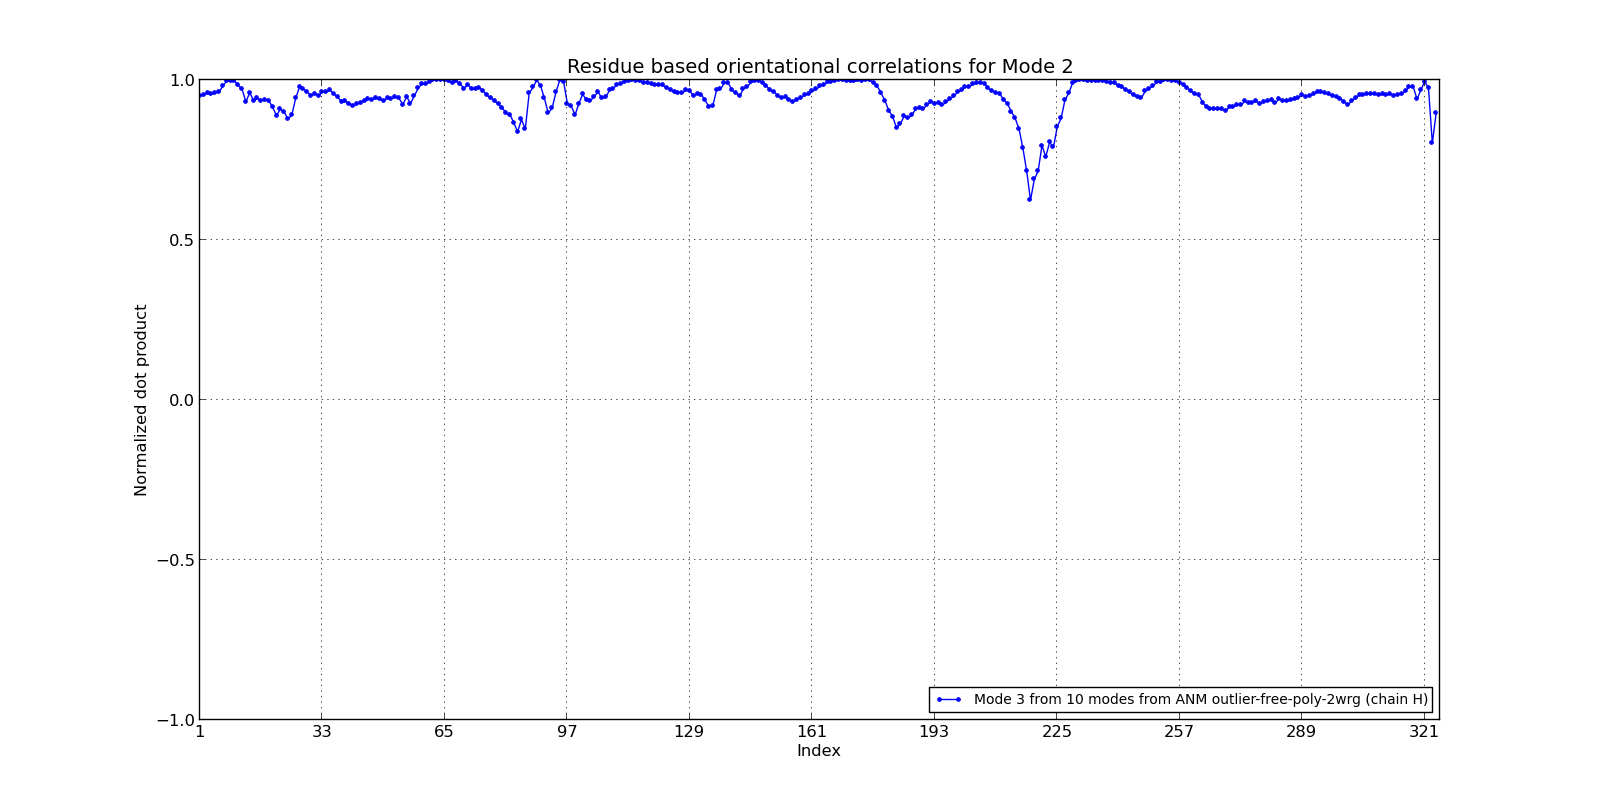 Residue based orientational correlations for Mode 2
1.0
0.5
0.0
−0.5
−1.0
Normalized dot product
1 33 65 97 129 161 193 225 257 289 321
Index
Mode 3 from 10 modes from ANM outlier-free-poly-2wrg (chain H)